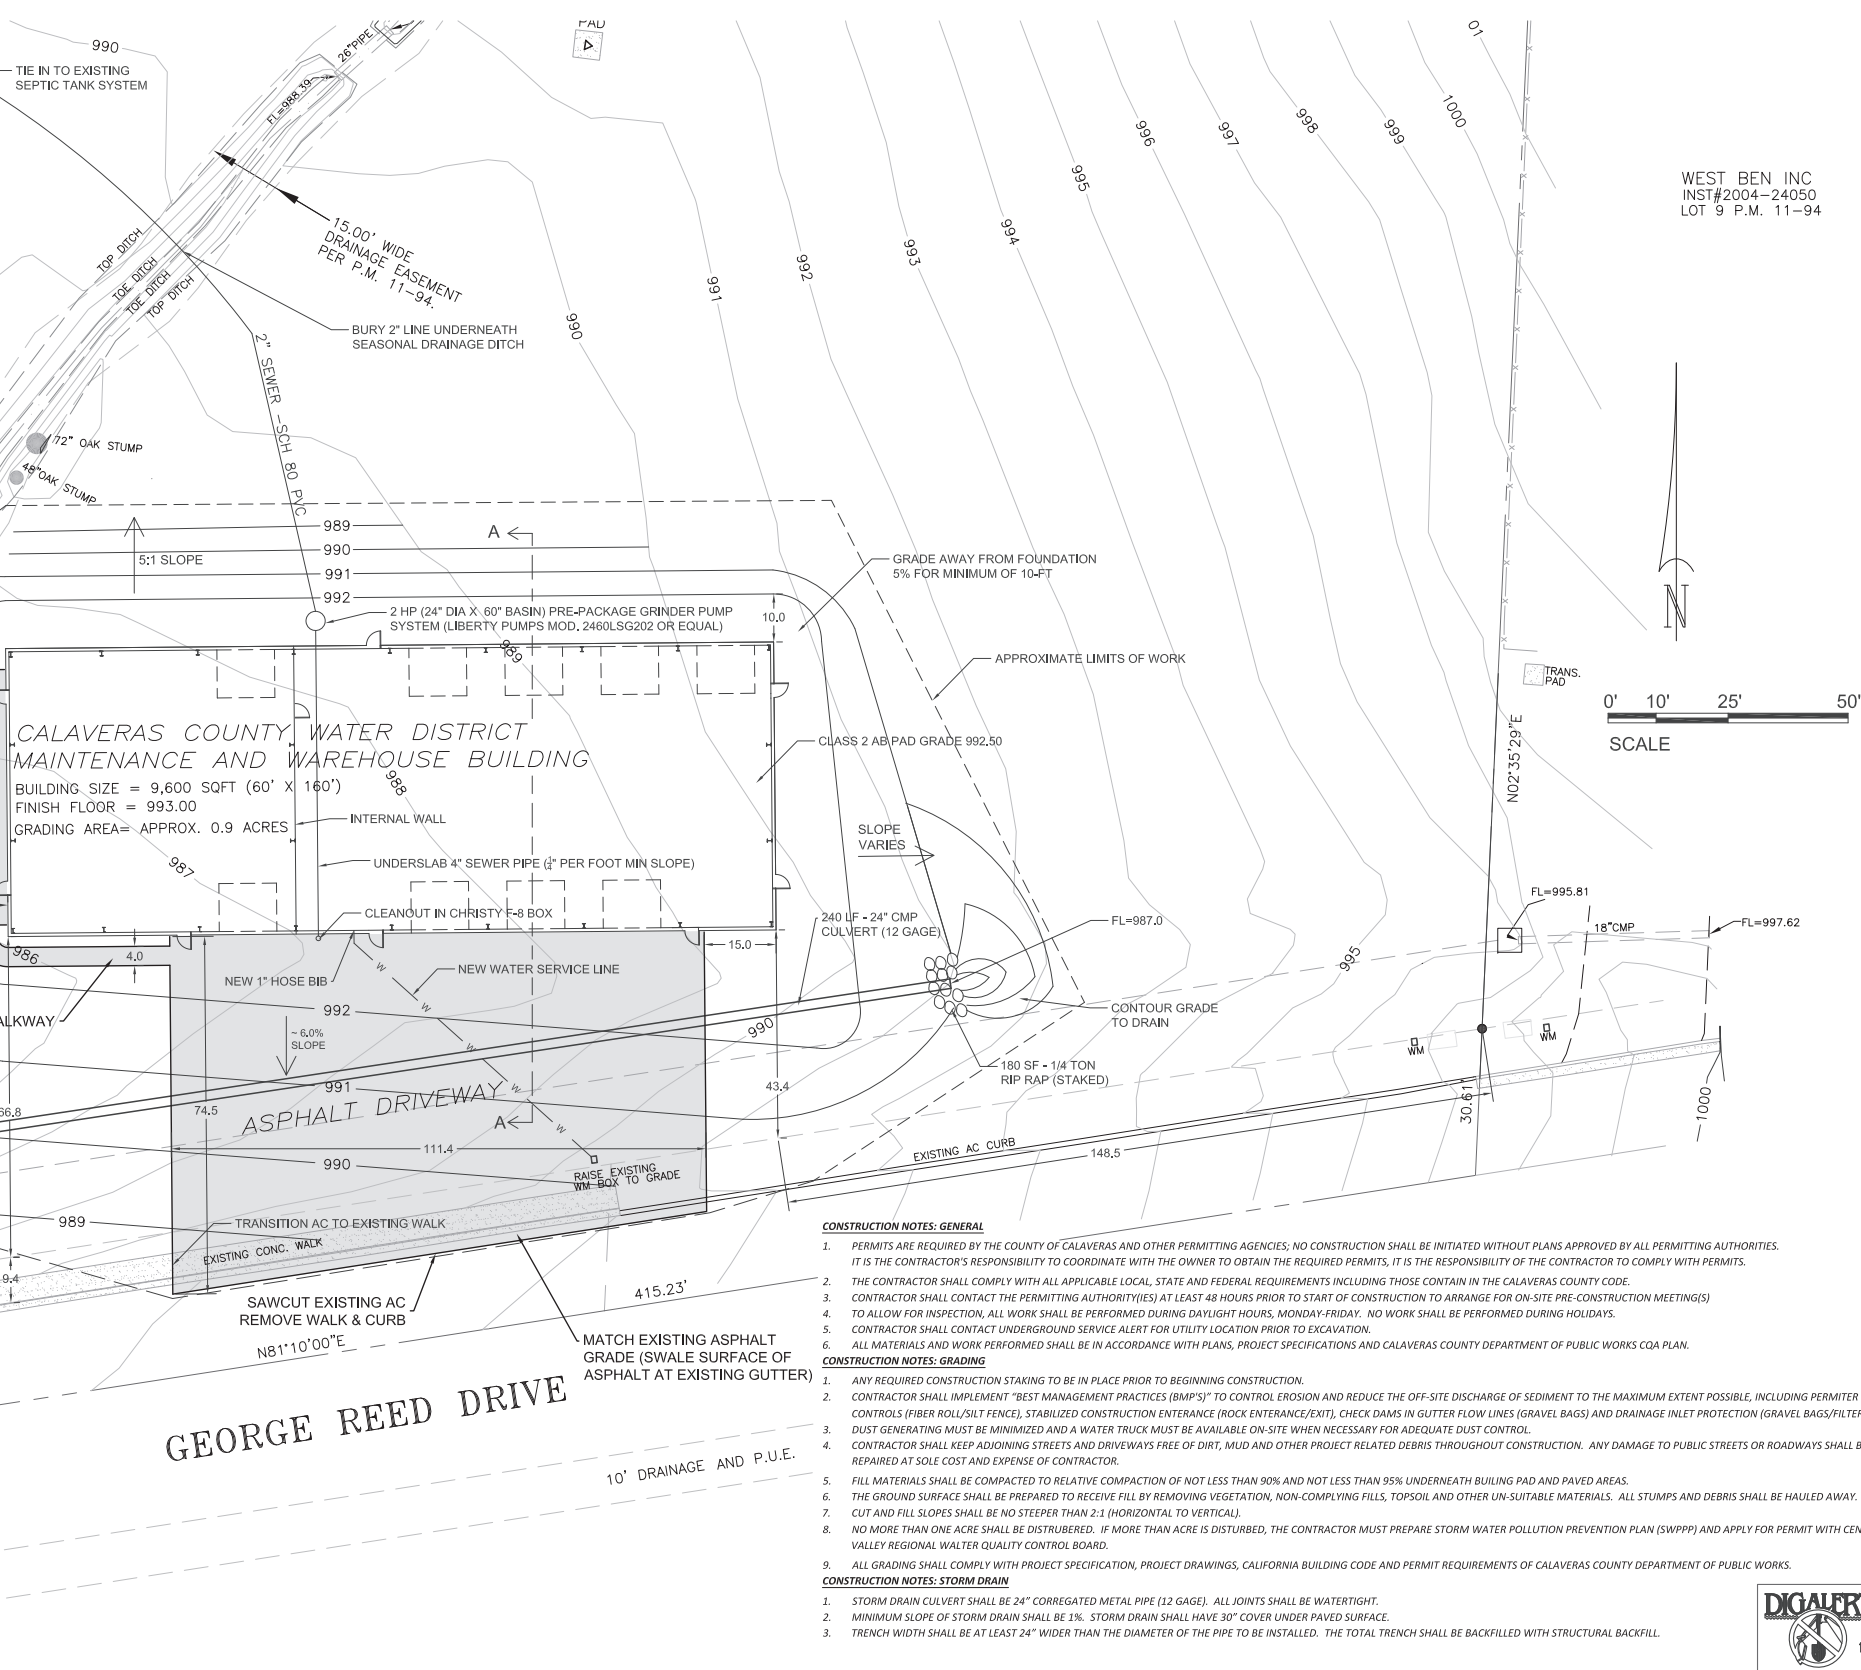 990
TIE IN TO EXISTING
SEPTIC TANK SYSTEM
26"PIPE
FL=988.39
PAD
01
990
991
992
993
994
995
996
997
998
999
1000
WEST BEN INC
INST#2004-24050
LOT 9 P.M. 11-94
15.00' WIDE
DRAINAGE EASEMENT
PER P.M. 11-94.
TOP DITCH
TOE DITCH
TOE DITCH
TOP DITCH
BURY 2" LINE UNDERNEATH
SEASONAL DRAINAGE DITCH
2" SEWER -SCH 80 PVC
72" OAK STUMP
48"OAK STUMP
989
990
991
992
5:1 SLOPE
A
GRADE AWAY FROM FOUNDATION
5% FOR MINIMUM OF 10-FT
2 HP (24" DIA X 60" BASIN) PRE-PACKAGE GRINDER PUMP
SYSTEM (LIBERTY PUMPS MOD. 2460LSG202 OR EQUAL)
10.0
989
APPROXIMATE LIMITS OF WORK
TRANS.
PAD
N
0' 10' 25' 50'
SCALE
N02°35'29"E
CALAVERAS COUNTY WATER DISTRICT
MAINTENANCE AND WAREHOUSE BUILDING
BUILDING SIZE = 9,600 SQFT (60' X 160')
FINISH FLOOR = 993.00
GRADING AREA= APPROX. 0.9 ACRES
988
CLASS 2 AB PAD GRADE 992.50
INTERNAL WALL
SLOPE
VARIES
987
UNDERSLAB 4" SEWER PIPE (1/4" PER FOOT MIN SLOPE)
CLEANOUT IN CHRISTY F-8 BOX
240 LF - 24" CMP
CULVERT (12 GAGE)
FL=987.0
FL=995.81
18"CMP
FL=997.62
986
4.0
15.0
995
NEW 1" HOSE BIB
NEW WATER SERVICE LINE
W
W
W
W
W
ALKWAY
992
~ 6.0%
SLOPE
990
CONTOUR GRADE
TO DRAIN
WM
WM
180 SF - 1/4 TON
RIP RAP (STAKED)
991
43.4
66.8
74.5
ASPHALT DRIVEWAY
A
30.61'
1000
111.4
EXISTING AC CURB
148.5
990
RAISE EXISTING
WM BOX TO GRADE
989
TRANSITION AC TO EXISTING WALK
EXISTING CONC. WALK
9.4
SAWCUT EXISTING AC
REMOVE WALK & CURB
415.23'
N81°10'00"E
MATCH EXISTING ASPHALT
GRADE (SWALE SURFACE OF
ASPHALT AT EXISTING GUTTER)
GEORGE REED DRIVE
10' DRAINAGE AND P.U.E.
CONSTRUCTION NOTES: GENERAL
1. PERMITS ARE REQUIRED BY THE COUNTY OF CALAVERAS AND OTHER PERMITTING AGENCIES; NO CONSTRUCTION SHALL BE INITIATED WITHOUT PLANS APPROVED BY ALL PERMITTING AUTHORITIES.
IT IS THE CONTRACTOR'S RESPONSIBILITY TO COORDINATE WITH THE OWNER TO OBTAIN THE REQUIRED PERMITS, IT IS THE RESPONSIBILITY OF THE CONTRACTOR TO COMPLY WITH PERMITS.
2. THE CONTRACTOR SHALL COMPLY WITH ALL APPLICABLE LOCAL, STATE AND FEDERAL REQUIREMENTS INCLUDING THOSE CONTAIN IN THE CALAVERAS COUNTY CODE.
3. CONTRACTOR SHALL CONTACT THE PERMITTING AUTHORITY(IES) AT LEAST 48 HOURS PRIOR TO START OF CONSTRUCTION TO ARRANGE FOR ON-SITE PRE-CONSTRUCTION MEETING(S)
4. TO ALLOW FOR INSPECTION, ALL WORK SHALL BE PERFORMED DURING DAYLIGHT HOURS, MONDAY-FRIDAY. NO WORK SHALL BE PERFORMED DURING HOLIDAYS.
5. CONTRACTOR SHALL CONTACT UNDERGROUND SERVICE ALERT FOR UTILITY LOCATION PRIOR TO EXCAVATION.
6. ALL MATERIALS AND WORK PERFORMED SHALL BE IN ACCORDANCE WITH PLANS, PROJECT SPECIFICATIONS AND CALAVERAS COUNTY DEPARTMENT OF PUBLIC WORKS CQA PLAN.
CONSTRUCTION NOTES: GRADING
1. ANY REQUIRED CONSTRUCTION STAKING TO BE IN PLACE PRIOR TO BEGINNING CONSTRUCTION.
2. CONTRACTOR SHALL IMPLEMENT "BEST MANAGEMENT PRACTICES (BMP'S)" TO CONTROL EROSION AND REDUCE THE OFF-SITE DISCHARGE OF SEDIMENT TO THE MAXIMUM EXTENT POSSIBLE, INCLUDING PERMITER
CONTROLS (FIBER ROLL/SILT FENCE), STABILIZED CONSTRUCTION ENTERANCE (ROCK ENTERANCE/EXIT), CHECK DAMS IN GUTTER FLOW LINES (GRAVEL BAGS) AND DRAINAGE INLET PROTECTION (GRAVEL BAGS/FILTER
3. DUST GENERATING MUST BE MINIMIZED AND A WATER TRUCK MUST BE AVAILABLE ON-SITE WHEN NECESSARY FOR ADEQUATE DUST CONTROL.
4. CONTRACTOR SHALL KEEP ADJOINING STREETS AND DRIVEWAYS FREE OF DIRT, MUD AND OTHER PROJECT RELATED DEBRIS THROUGHOUT CONSTRUCTION. ANY DAMAGE TO PUBLIC STREETS OR ROADWAYS SHALL B
REPAIRED AT SOLE COST AND EXPENSE OF CONTRACTOR.
5. FILL MATERIALS SHALL BE COMPACTED TO RELATIVE COMPACTION OF NOT LESS THAN 90% AND NOT LESS THAN 95% UNDERNEATH BUILING PAD AND PAVED AREAS.
6. THE GROUND SURFACE SHALL BE PREPARED TO RECEIVE FILL BY REMOVING VEGETATION, NON-COMPLYING FILLS, TOPSOIL AND OTHER UN-SUITABLE MATERIALS. ALL STUMPS AND DEBRIS SHALL BE HAULED AWAY.
7. CUT AND FILL SLOPES SHALL BE NO STEEPER THAN 2:1 (HORIZONTAL TO VERTICAL).
8. NO MORE THAN ONE ACRE SHALL BE DISTRUBERED. IF MORE THAN ACRE IS DISTURBED, THE CONTRACTOR MUST PREPARE STORM WATER POLLUTION PREVENTION PLAN (SWPPP) AND APPLY FOR PERMIT WITH CEN
VALLEY REGIONAL WALTER QUALITY CONTROL BOARD.
9. ALL GRADING SHALL COMPLY WITH PROJECT SPECIFICATION, PROJECT DRAWINGS, CALIFORNIA BUILDING CODE AND PERMIT REQUIREMENTS OF CALAVERAS COUNTY DEPARTMENT OF PUBLIC WORKS.
CONSTRUCTION NOTES: STORM DRAIN
1. STORM DRAIN CULVERT SHALL BE 24" CORREGATED METAL PIPE (12 GAGE). ALL JOINTS SHALL BE WATERTIGHT.
2. MINIMUM SLOPE OF STORM DRAIN SHALL BE 1%. STORM DRAIN SHALL HAVE 30" COVER UNDER PAVED SURFACE.
3. TRENCH WIDTH SHALL BE AT LEAST 24" WIDER THAN THE DIAMETER OF THE PIPE TO BE INSTALLED. THE TOTAL TRENCH SHALL BE BACKFILLED WITH STRUCTURAL BACKFILL.
DIGALER